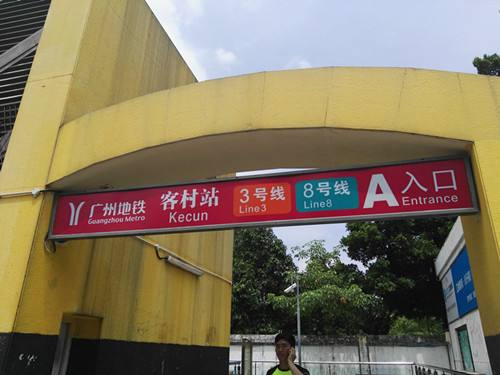 广州地铁
Guangzhou Metro
客村站
Kecun
3号线
Line3
8号线
Line8
A
入口
Entrance